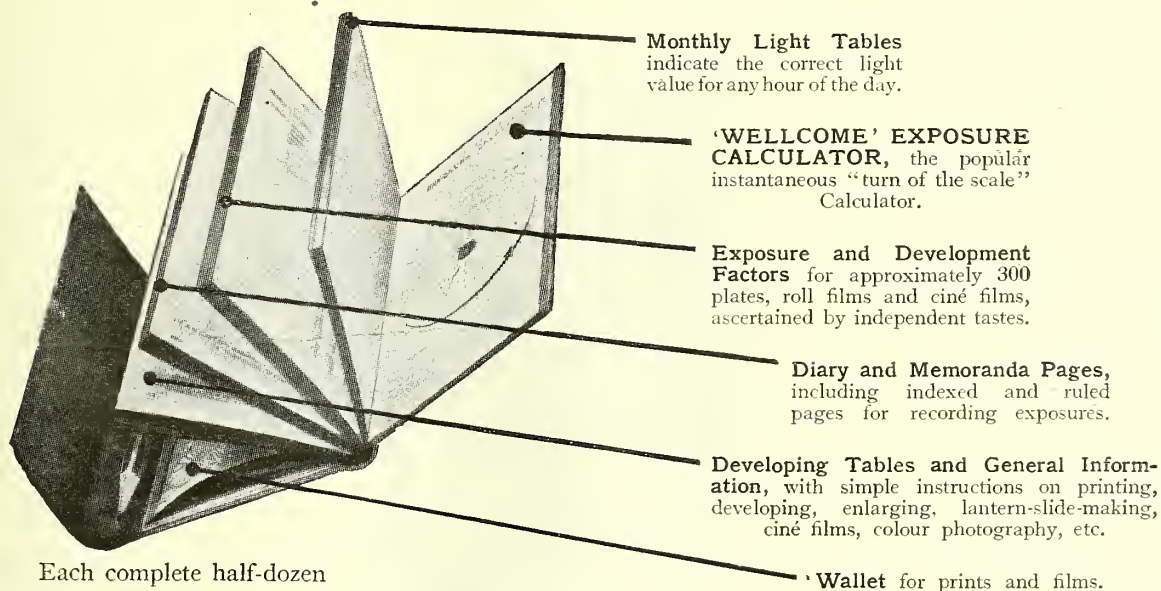 Monthly Light Tables
indicate the correct light
value for any hour of the day.
'WELLCOME' EXPOSURE
CALCULATOR, the popular
instantaneous "turn of the scale"
Calculator.
Exposure and Development
Factors for approximately 300
plates, roll films and ciné films,
ascertained by independent tastes.
Diary and Memoranda Pages,
including indexed and ruled
pages for recording exposures.
Developing Tables and General Inform-
ation, with simple instructions on printing,
developing, enlarging, lantern-slide-making,
ciné films, colour photography, etc.
Each complete half-dozen
'Wallet for prints and films.